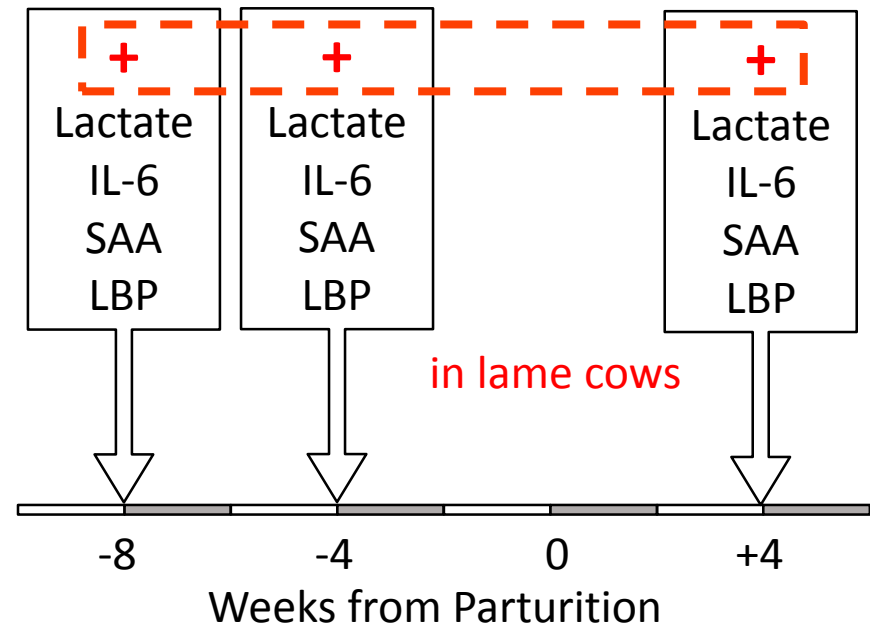 +
Lactate
IL-6
SAA
LBP
+
Lactate
IL-6
SAA
LBP
+
Lactate
IL-6
SAA
LBP
in lame cows
-8 -4 0 +4
Weeks from Parturition